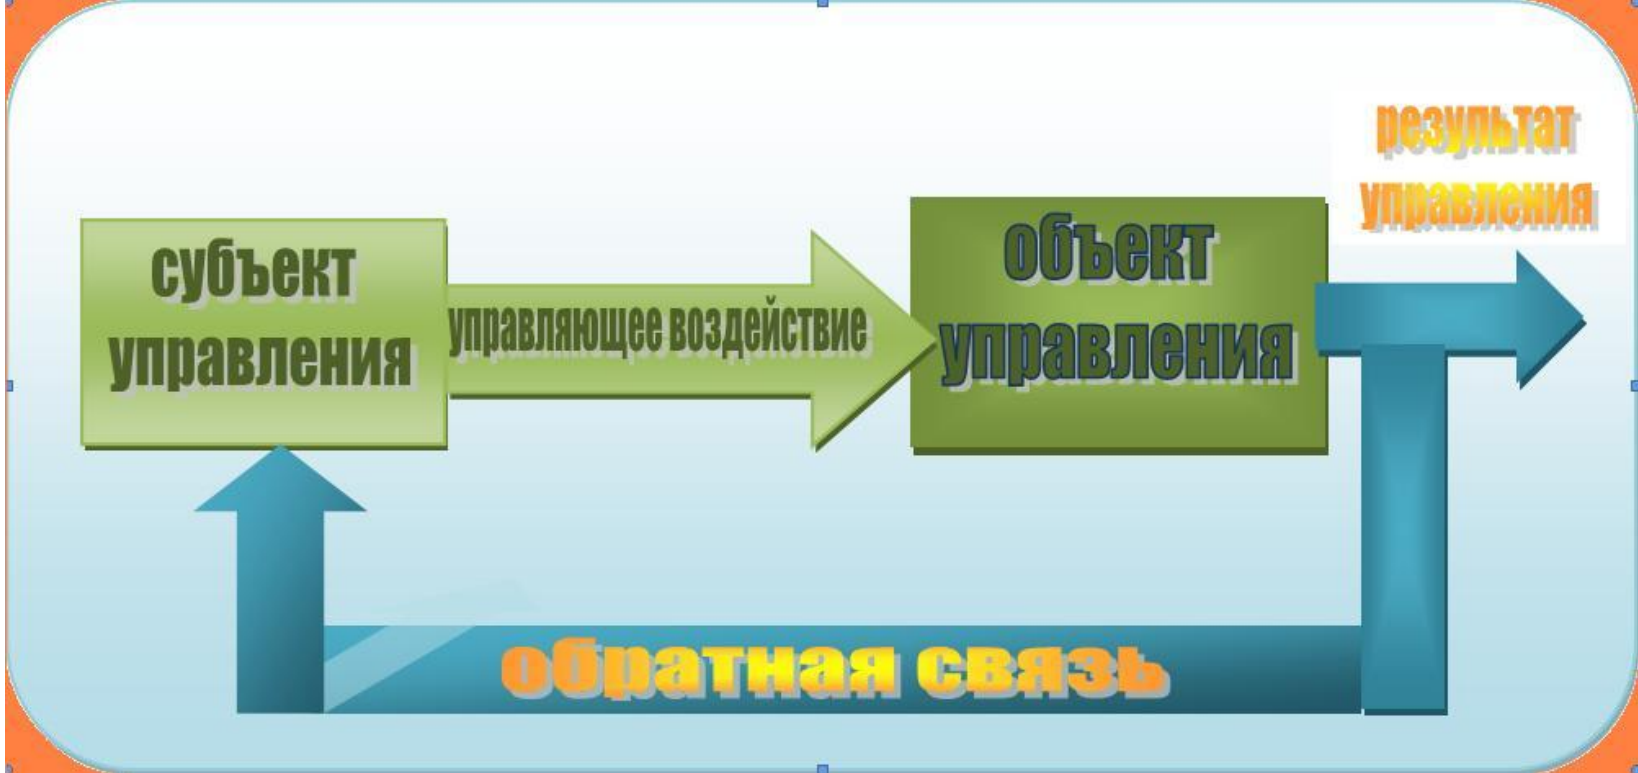 результат
управления
субъект
управления
управляющее воздействие
объект
управления
обратная связь